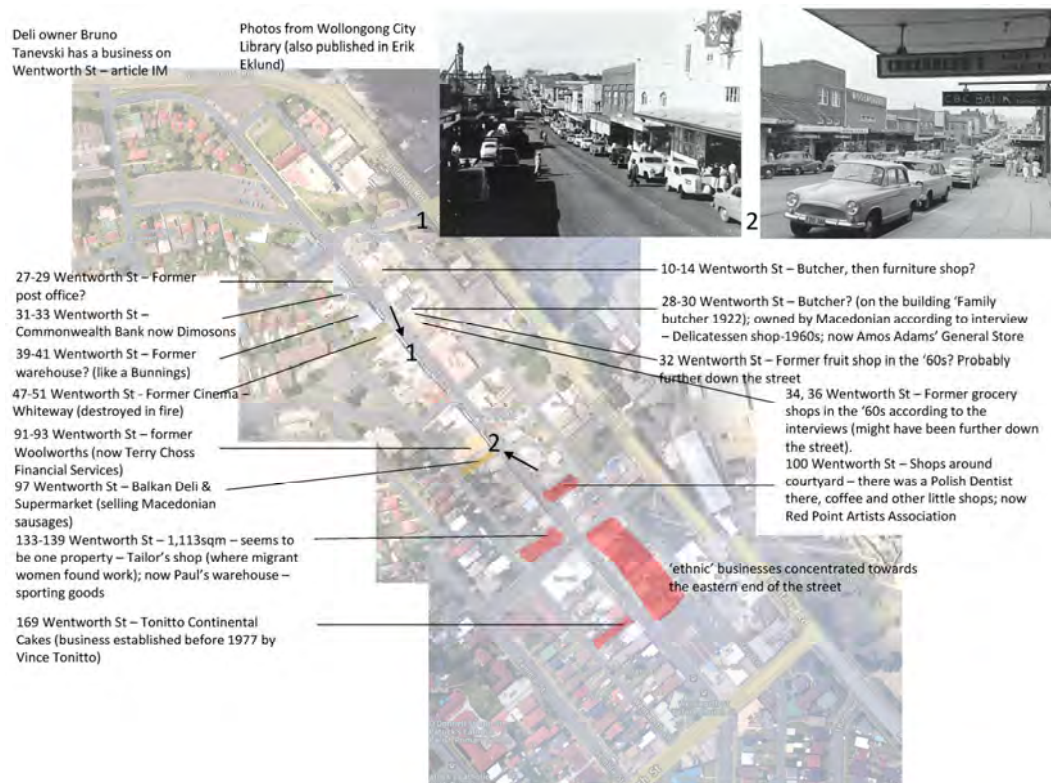 Deli owner Bruno
Tanevski has a business on
Wentworth St – article IM
Photos from Wollongong City
Library (also published in Erik
Eklund)
CBC BANK
1
2
27-29 Wentworth St – Former
post office?
31-33 Wentworth St –
Commonwealth Bank now Dimosons
39-41 Wentworth St – Former
warehouse? (like a Bunnings)
47-51 Wentworth St - Former Cinema –
Whiteway (destroyed in fire)
91-93 Wentworth St – former
Woolworths (now Terry Choss
Financial Services)
97 Wentworth St – Balkan Deli &
Supermarket (selling Macedonian
sausages)
133-139 Wentworth St – 1,113sqm – seems to
be one property – Tailor's shop (where migrant
women found work); now Paul's warehouse –
sporting goods
169 Wentworth St – Tonitto Continental
Cakes (business established before 1977 by
Vince Tonitto)
1
2
10-14 Wentworth St – Butcher, then furniture shop?
28-30 Wentworth St – Butcher? (on the building 'Family
butcher 1922); owned by Macedonian according to interview
– Delicatessen shop-1960s; now Amos Adams' General Store
32 Wentworth St – Former fruit shop in the '60s? Probably
further down the street
34, 36 Wentworth St – Former grocery
shops in the '60s according to the
interviews (might have been further down
the street).
100 Wentworth St – Shops around
courtyard – there was a Polish Dentist
there, coffee and other little shops; now
Red Point Artists Association
'ethnic' businesses concentrated towards
the eastern end of the street